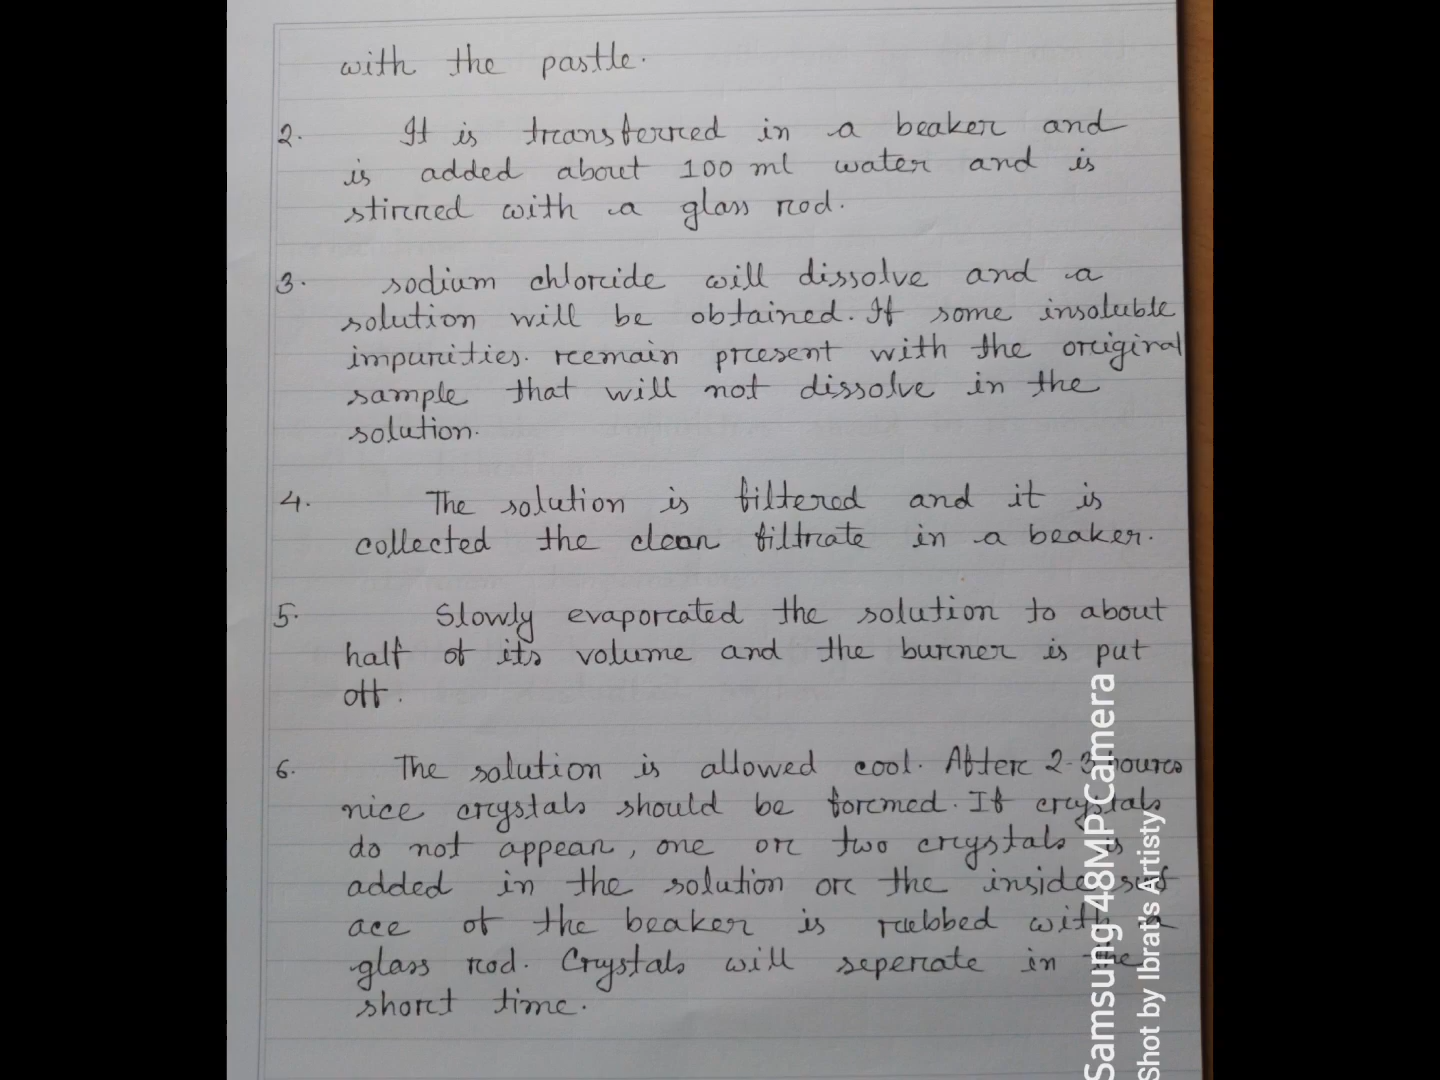 with the pastle.
2. It is transferred in a beaker and
is added about 100 ml water and is
stirred with a glass rod.
3. sodium chloride will dissolve and a
solution will be obtained. If some insoluble
impurities. remain present with the original
sample that will not dissolve in the
solution.
4. The solution is filtered and it is
collected the clean filtrate in a beaker.
5. Slowly evaporated the solution to about
half of its volume and the burner is put
off.
6. The solution is allowed cool. After 2-3 hours
nice crystals should be formed. If crystals
do not appear, one or two crystals is
added in the solution or the inside surf
ace of the beaker is rubbed with a
glass rod. Crystals will seperate in the
short time.
Samsung 48MP Camera
Shot by Ibrat's Artisty